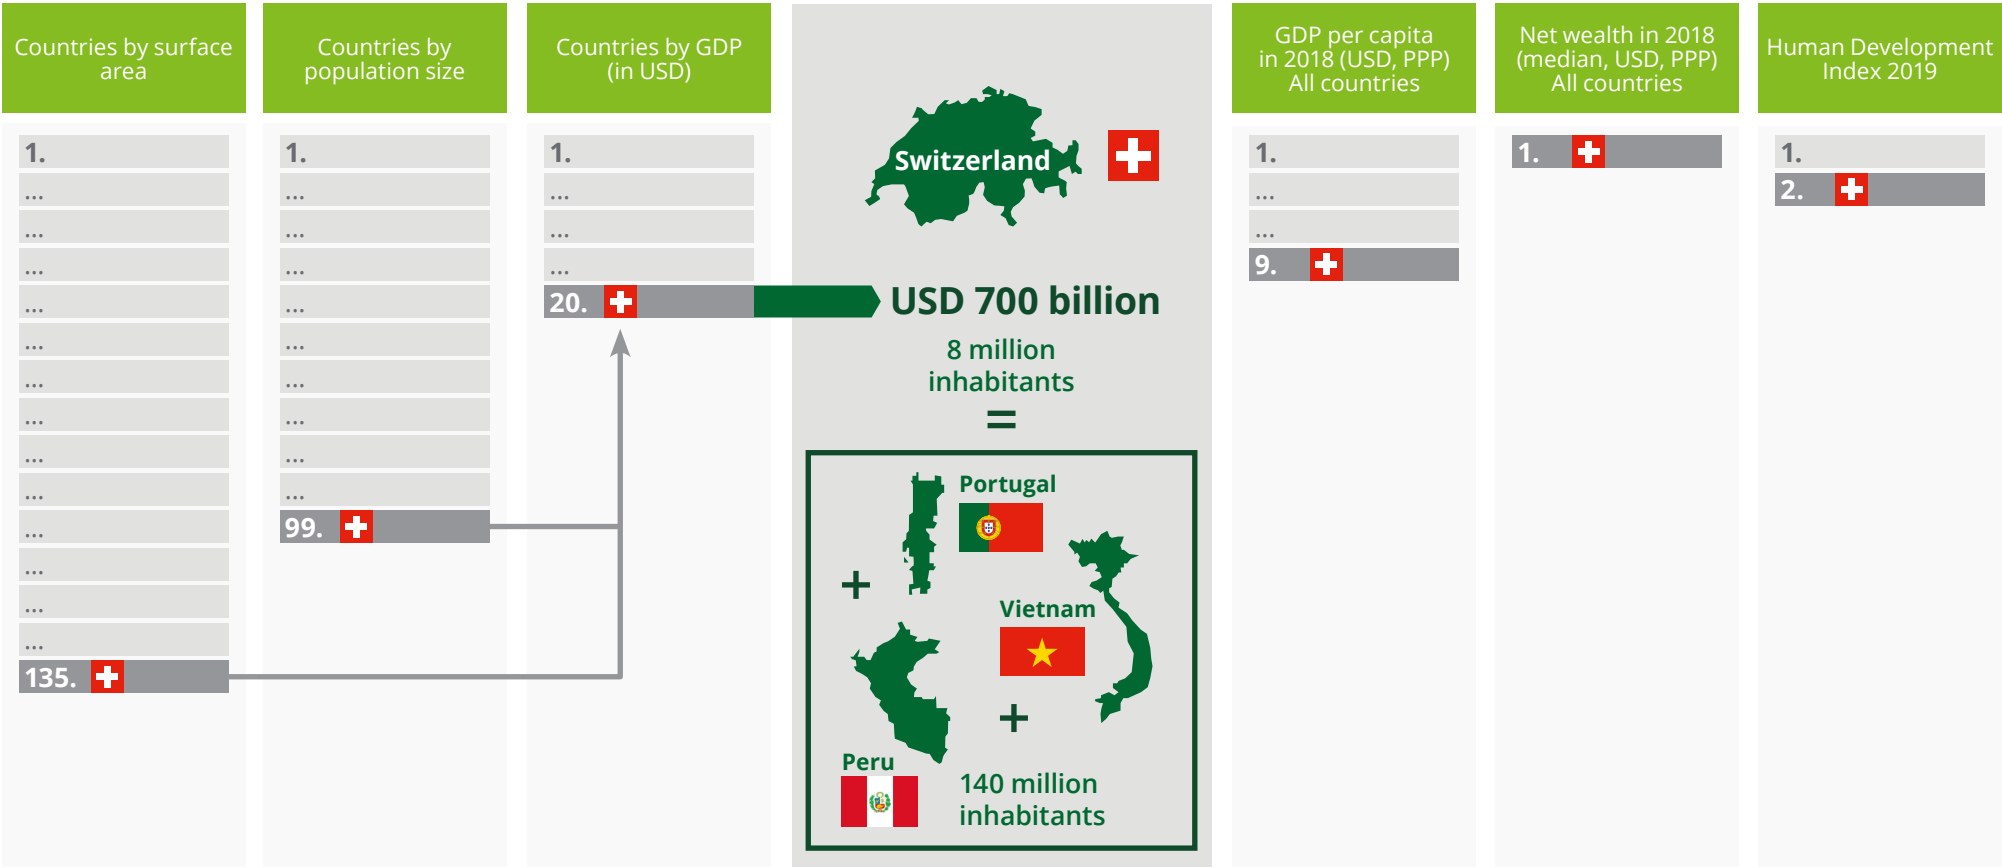 Countries by surface
area
1.
...
...
...
...
...
...
...
...
...
...
...
...
...
135.
Countries by
population size
1.
...
...
...
...
...
...
...
...
...
99.
Countries by GDP
(in USD)
1.
...
...
...
20.
Switzerland
USD 700 billion
8 million
inhabitants
=
Portugal
+
Vietnam
+
Peru
140 million
inhabitants
GDP per capita
in 2018 (USD, PPP)
All countries
1.
...
...
9.
Net wealth in 2018
(median, USD, PPP)
All countries
1.
Human Development
Index 2019
1.
2.